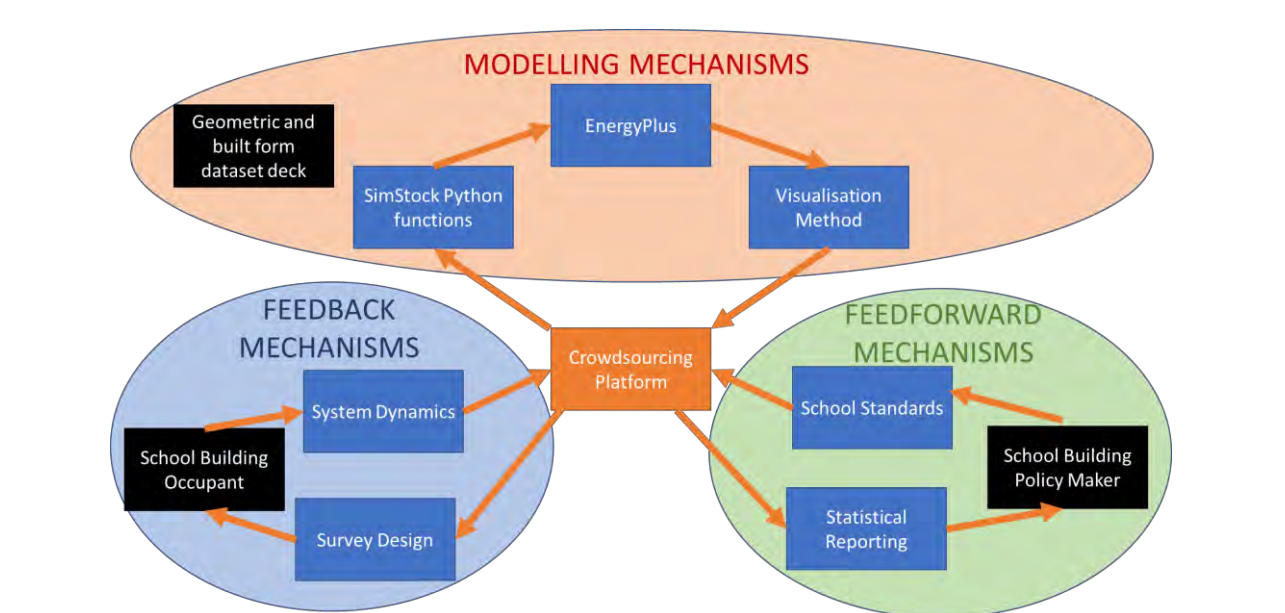 MODELLING MECHANISMS
Geometric and
built form
dataset deck
EnergyPlus
SimStock Python
functions
Visualisation
Method
FEEDBACK
MECHANISMS
System Dynamics
School Building
Occupant
Survey Design
Crowdsourcing
Platform
FEEDFORWARD
MECHANISMS
School Standards
School Building
Policy Maker
Statistical
Reporting